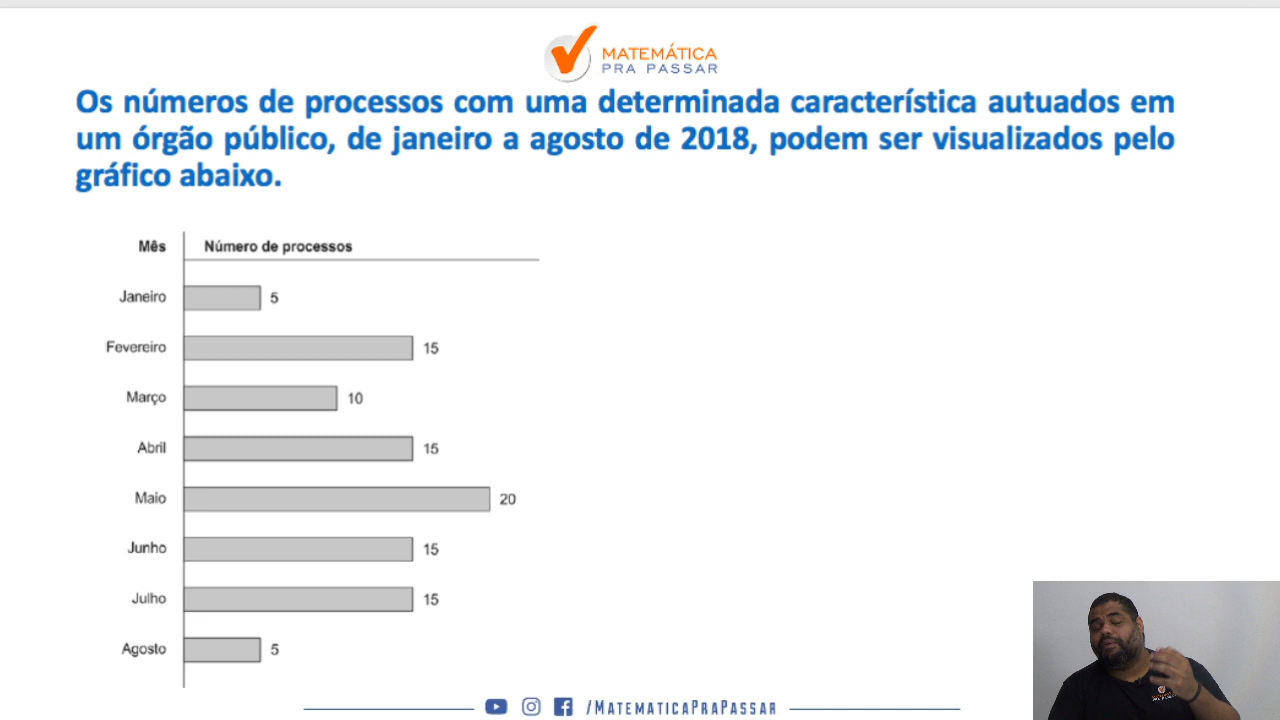 MATEMÁTICA
PRA PASSAR
Os números de processos com uma determinada característica autuados em
um órgão público, de janeiro a agosto de 2018, podem ser visualizados pelo
gráfico abaixo.
Mês Número de processos
Janeiro 5
Fevereiro 15
Março 10
Abril 15
Maio 20
Junho 15
Julho 15
Agosto 5
/MATEMATICAPRAPASSAR